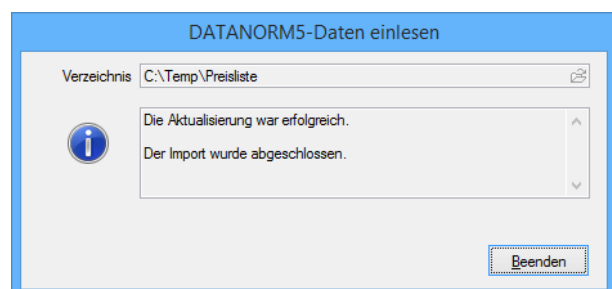 DATANORM5-Daten einlesen
Verzeichnis C:\Temp\Preisliste
Die Aktualisierung war erfolgreich.
Der Import wurde abgeschlossen.
Beenden